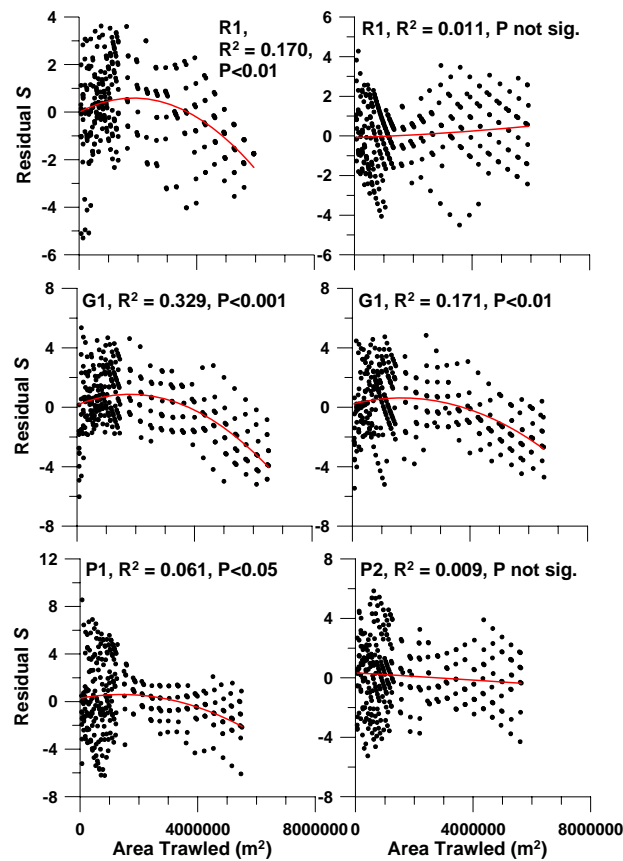 4
2
0
-2
-4
-6
Residual S
R1,
R² = 0.170,
P<0.01
6
4
2
0
-2
-4
-6
R1, R² = 0.011, P not sig.
8
4
0
-4
-8
Residual S
G1, R² = 0.329, P<0.001
8
4
0
-4
-8
G1, R² = 0.171, P<0.01
12
8
4
0
-4
-8
Residual S
P1, R² = 0.061, P<0.05
0 4000000 8000000
Area Trawled (m²)
8
4
0
-4
-8
P2, R² = 0.009, P not sig.
0 4000000 8000000
Area Trawled (m²)